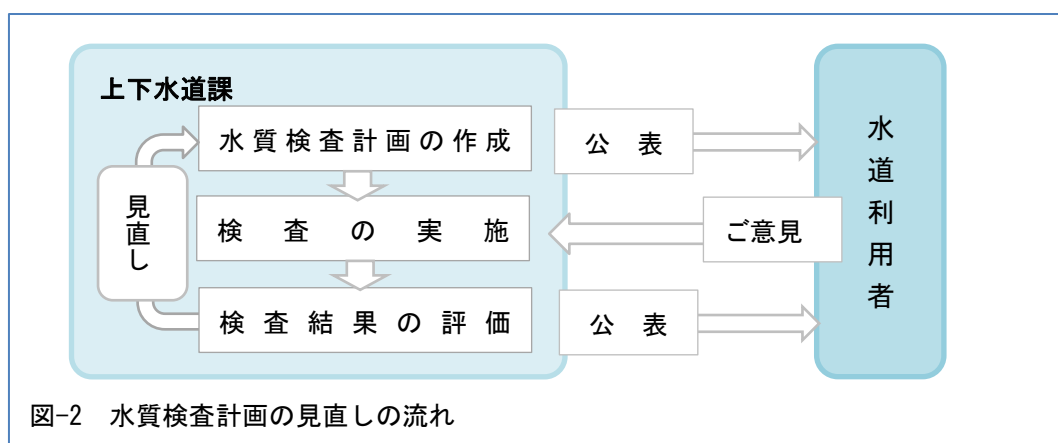 上下水道課
水質検査計画の作成
公 表
水道利用者
見直し
検査の実施
ご意見
検査結果の評価
公 表
図-2 水質検査計画の見直しの流れ